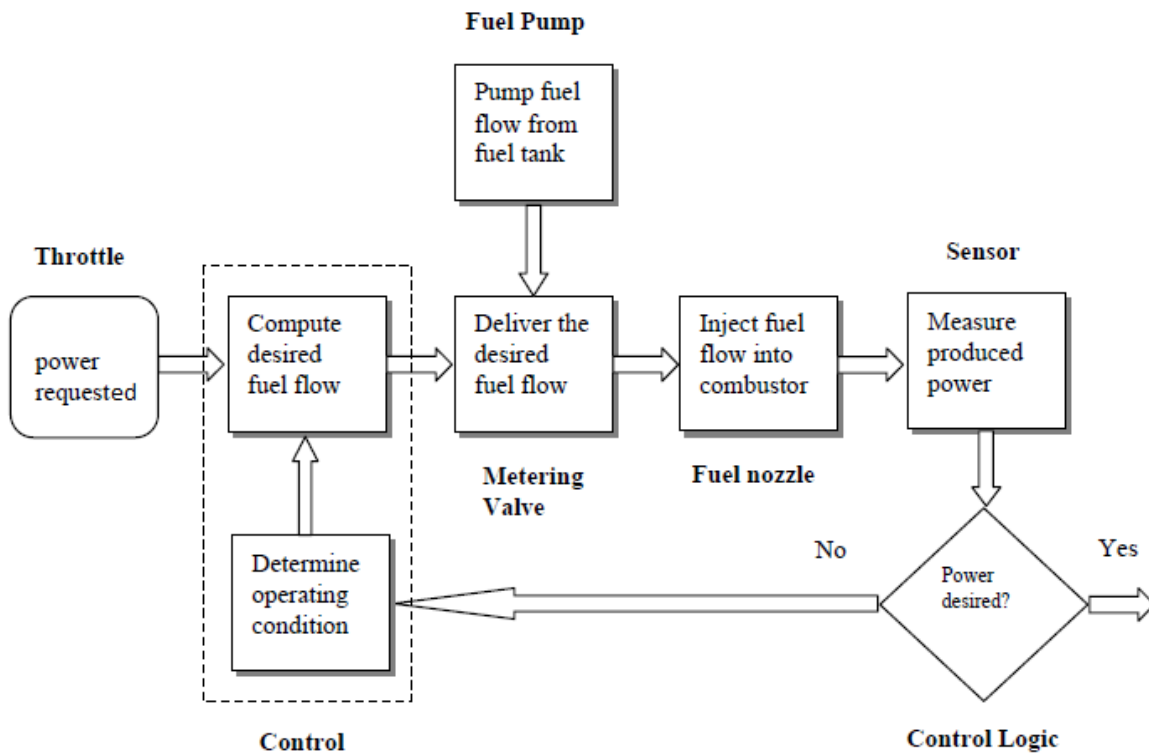 Fuel Pump
Pump fuel
flow from
fuel tank
Throttle
power
requested
Compute
desired
fuel flow
Deliver the
desired
fuel flow
Metering
Valve
Inject fuel
flow into
combustor
Fuel nozzle
Sensor
Measure
produced
power
Determine
operating
condition
Control
No
Power
desired?
Yes
Control Logic